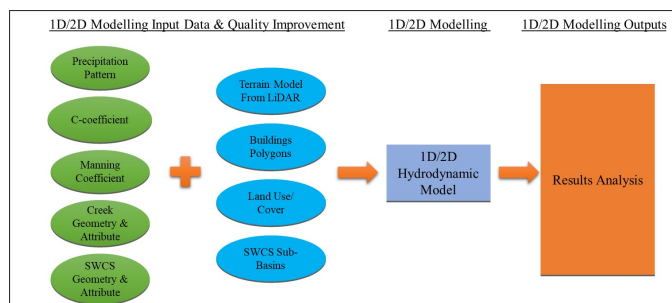 1D/2D Modelling Input Data & Quality Improvement
1D/2D Modelling
1D/2D Modelling Outputs
Precipitation
Pattern
C-coefficient
Manning
Coefficient
Creek Geometry &
Attribute
SWCS
Geometry &
Attribute
Terrain Model
From LiDAR
Buildings
Polygons
Land Use/
Cover
SWCS Sub-
Basins
1D/2D
Hydrodynamic
Model
Results Analysis